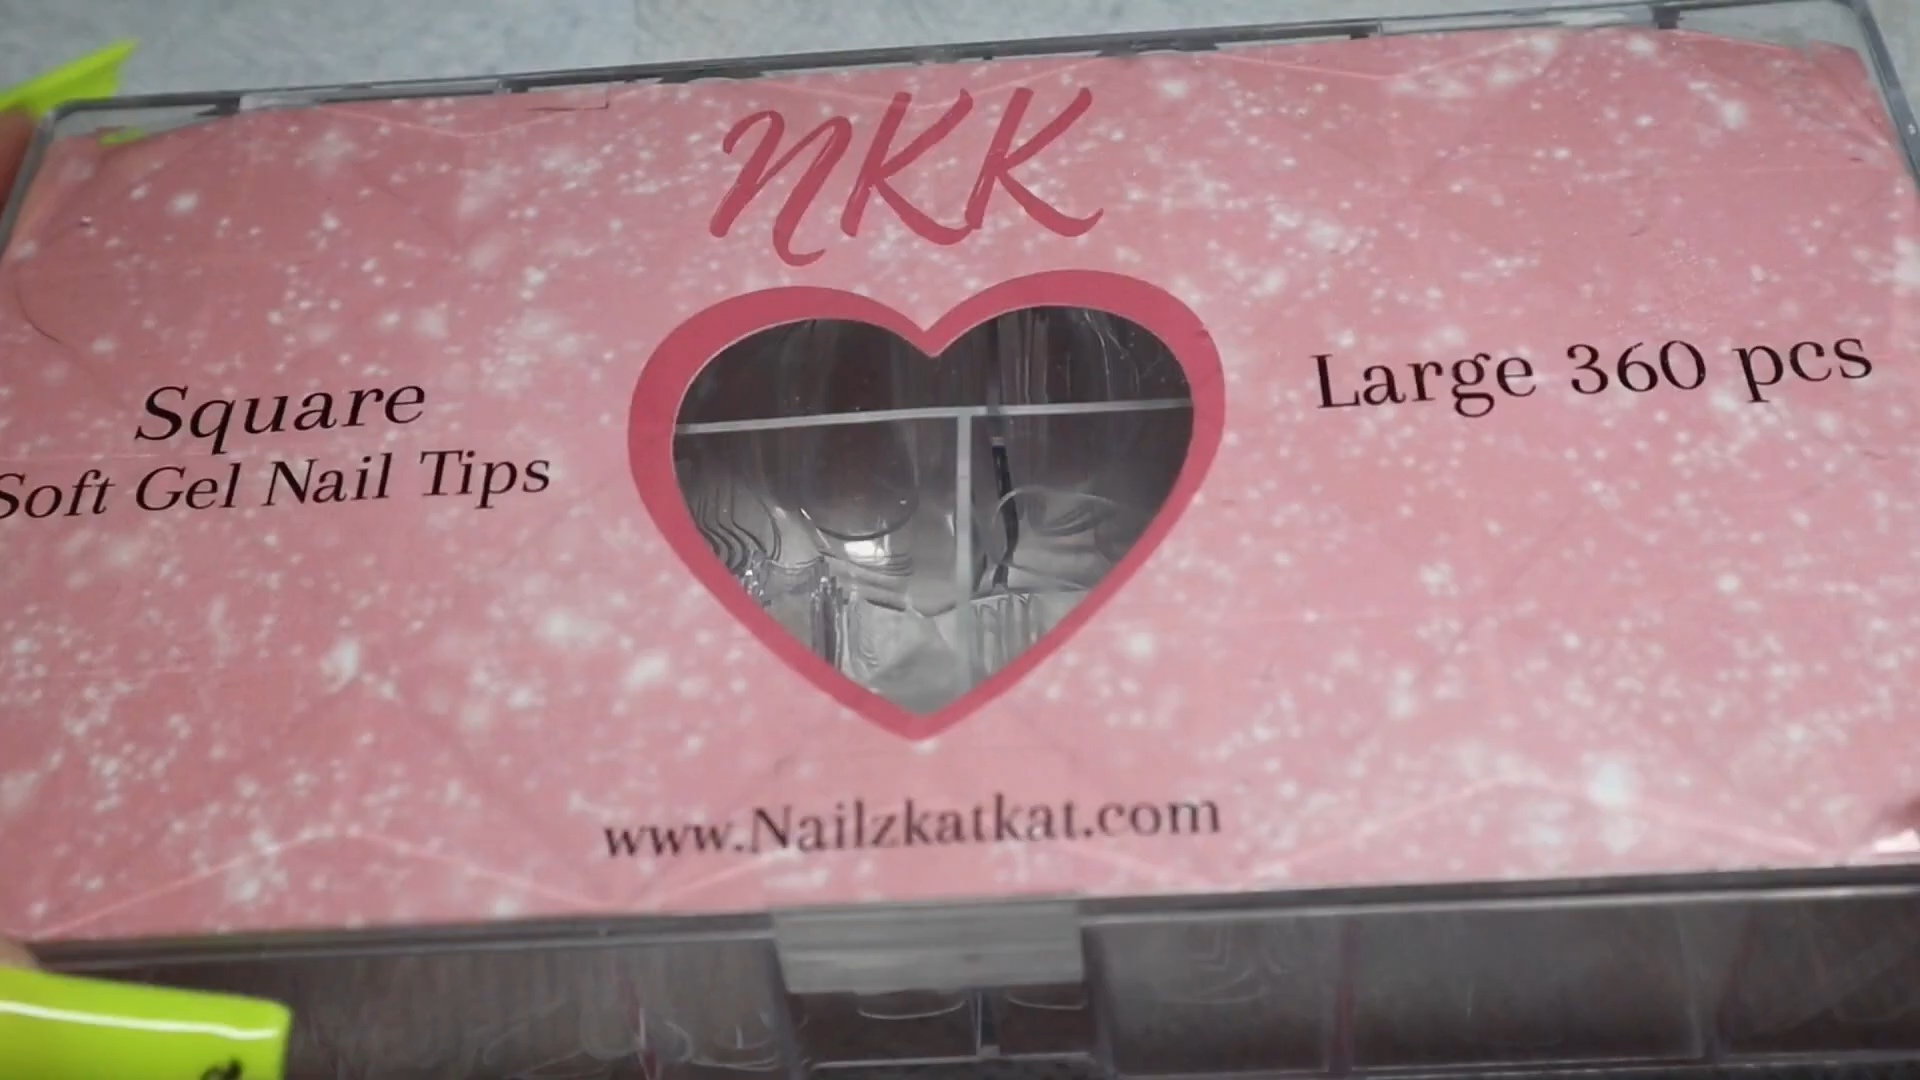 NKK
Square
Soft Gel Nail Tips
Large 360 pcs
www.Nailzkatkat.com